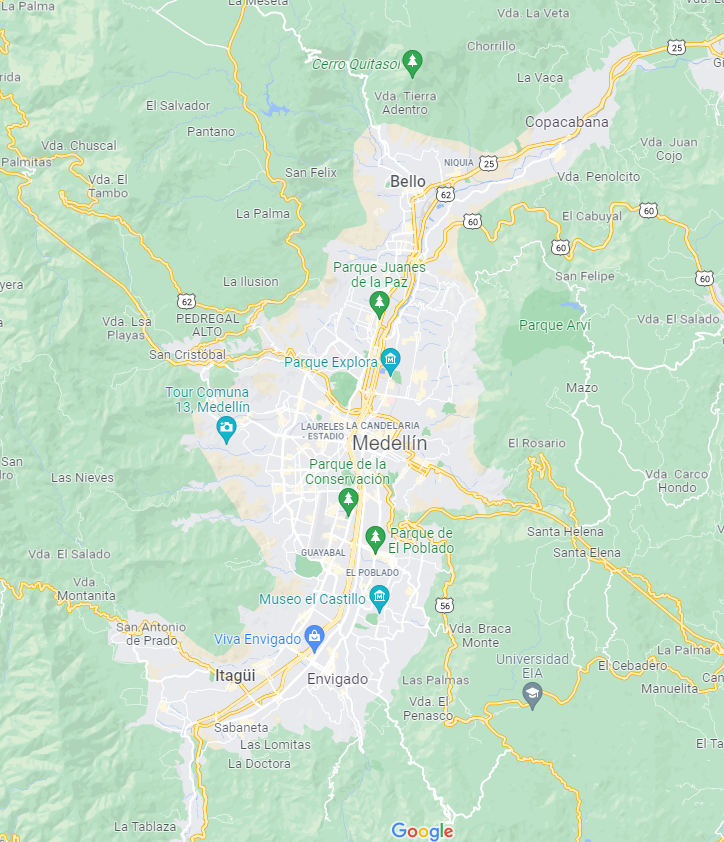 La Palma
La Meseta
Vda. La Veta
Chorrillo
25
Cerro Quitasol
La Vaca
Vda. Tierra
Adentro
El Salvador
Copacabana
Pantano
Vda. Chuscal
Vda. Juan
Cojo
Palmitas
NIQUIA
25
San Felix
Vda. El
Tambo
Bello
Vda. Penolcito
62
La Palma
60
El Cabuyal
60
60
Parque Juanes
de la Paz
San Felipe
60
La Ilusion
62
PEDREGAL
ALTO
Vda. Lsa
Playas
Parque Arví
Vda. El Salado
San Cristóbal
Parque Explora
Mazo
Tour Comuna
13, Medellín
LAURELES
- ESTADIO
LA CANDELARIA
Medellín
El Rosario
San
Las Nieves
Parque de la
Conservación
Vda. Carco
Hondo
Parque de
El Poblado
Santa Helena
Vda. El Salado
GUAYABAL
Santa Elena
EL POBLADO
Vda.
Montanita
Museo el Castillo
56
San Antonio
de Prado
Viva Envigado
Vda. Braca
Monte
La Palma
Universidad
EIA
El Cebadero
Itagüi
Envigado
Las Palmas
Manuelita
Vda. El
Penasco
Sabaneta
Las Lomitas
La Doctora
La Tablaza
Google